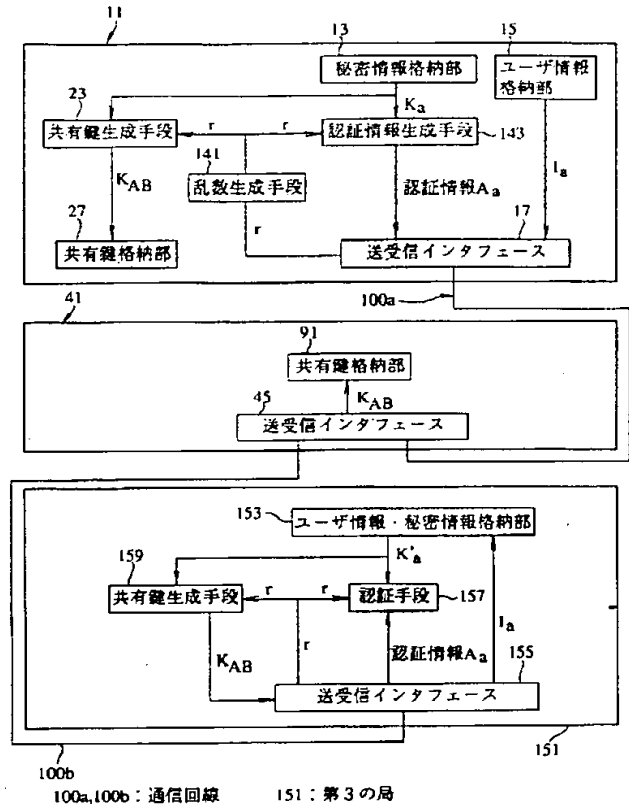 11
13
秘密情報格納部
15
ユーザ情報
格納部
23
共有鍵生成手段
r
r
Ka
認証情報生成手段
143
141
乱数生成手段
KAB
認証情報Aa
Ia
27
共有鍵格納部
r
17
送受信インタフェース
100a
41
91
共有鍵格納部
KAB
45
送受信インタフェース
153
ユーザ情報・秘密情報格納部
K'a
159
共有鍵生成手段
r
r
認証手段
157
Ia
r
KAB
認証情報Aa
155
送受信インタフェース
151
100b
100a,100b:通信回線 151:第3の局